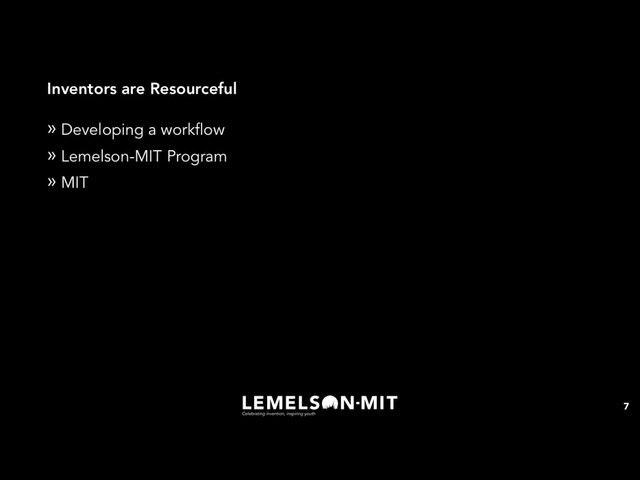 Inventors are Resourceful
» Developing a workflow
» Lemelson-MIT Program
» MIT
LEMELSON-MIT
Celebrating invention, inspiring youth
7